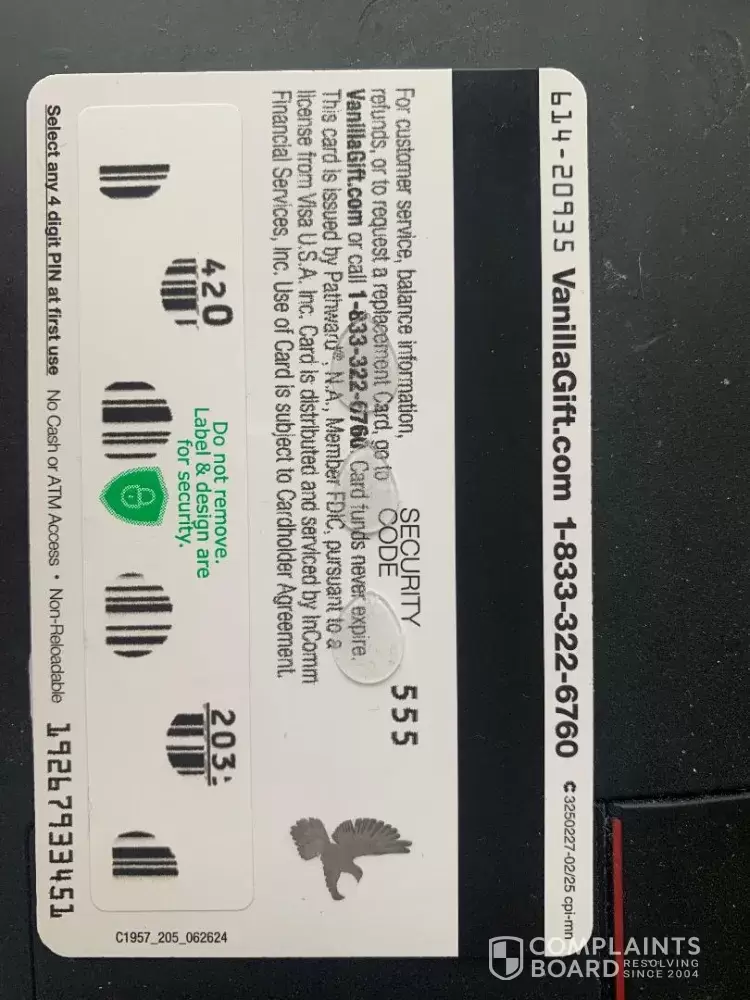 614-20935 VanillaGift.com 1-833-322-6760 C 3250227-02/25 cpi-mn
For customer service, balance information,
refunds, or to request a replacement Card, go to
VanillaGift.com or call 1-833-322-6760. Card funds never expire.
This card is issued by Pathward®, N.A., Member FDIC, pursuant to a
license from Visa U.S.A. Inc. Card is distributed and serviced by InComm
Financial Services, Inc. Use of Card is subject to Cardholder Agreement.
SECURITY
CODE
555
420
203
Do not remove.
Label & design are
for security.
Select any 4 digit PIN at first use No Cash or ATM Access • Non-Reloadable 19267933451
C1957_205_062624
COMPLAINTS
BOARD RESOLVING
SINCE 2004